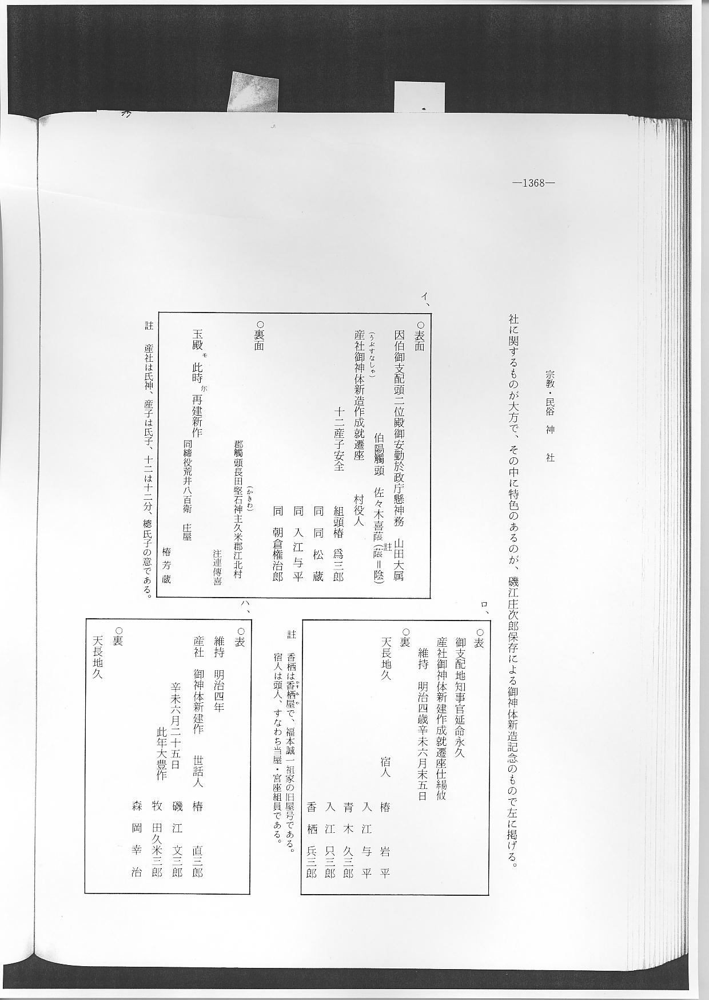 ―1368―
宗教・民俗　神　社
社に関するものが大方で、その中に特色のあるのが、磯江庄次郎保存による御神体新造記念のもので左に掲げる。
イ、
○表面
因伯御支配頭二位殿御安勤於政庁懸神務　山田大属
伯陽觸頭　佐々木喜蔭（蔭＝陰）
註
（うぶすなしゃ）
産社御神体新造作成就遷座　　村役人
十二産子安全　　組頭椿　爲三郎
同　同　松　蔵
同　入　江　与　平
同　朝倉権治郎
○裏面
（かきわ）
郡觸頭長田堅石神主久米郡江北村
注連傳喜
玉殿モ此時尓再建新作
同締役荒井八百衛　庄屋
椿　芳　蔵
註　産社は氏神、産子は氏子、十二は十二分、總氏子の意である。
ロ、
○表
御支配地知事官延命永久
産社御神体新建作成就遷座仕
維持　明治四歳辛未六月末五日
○裏
天長地久　　宿人　　椿　　岩　平
入　江　与　平
青　木　久三郎
入　江　只三郎
香　栖　兵三郎
註　香栖は香栖屋（かすみや）で、福本誠一祖家の旧屋号である。
宿人は頭人、すなわち当屋・宮座組員である。
ハ、
○表
維持　明治四年
産社　御神体新建作　　世話人　　椿　　直三郎
辛未六月二十五日　　磯　江　文三郎
此年大豊作　　牧　田久米三郎
森　岡　幸　治
○裏
天長地久